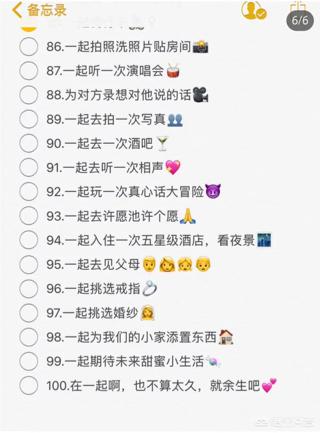 备忘录
6/6
86.一起拍照洗照片贴房间📸
87.一起听一次演唱会🥁
88.为对方录想对他说的话🎥
89.一起去拍一次写真👥
90.一起去一次酒吧🍸
91.一起去听一次相声💖
92.一起玩一次真心话大冒险😈
93.一起去许愿池许个愿🙏
94.一起入住一次五星级酒店，看夜景🌃
95.一起去见父母👨👩👧👴
96.一起挑选戒指💍
97.一起挑选婚纱👰
98.一起为我们的小家添置东西🏠
99.一起期待未来甜蜜小生活🍬
100.在一起啊，也不算太久，就余生吧💕